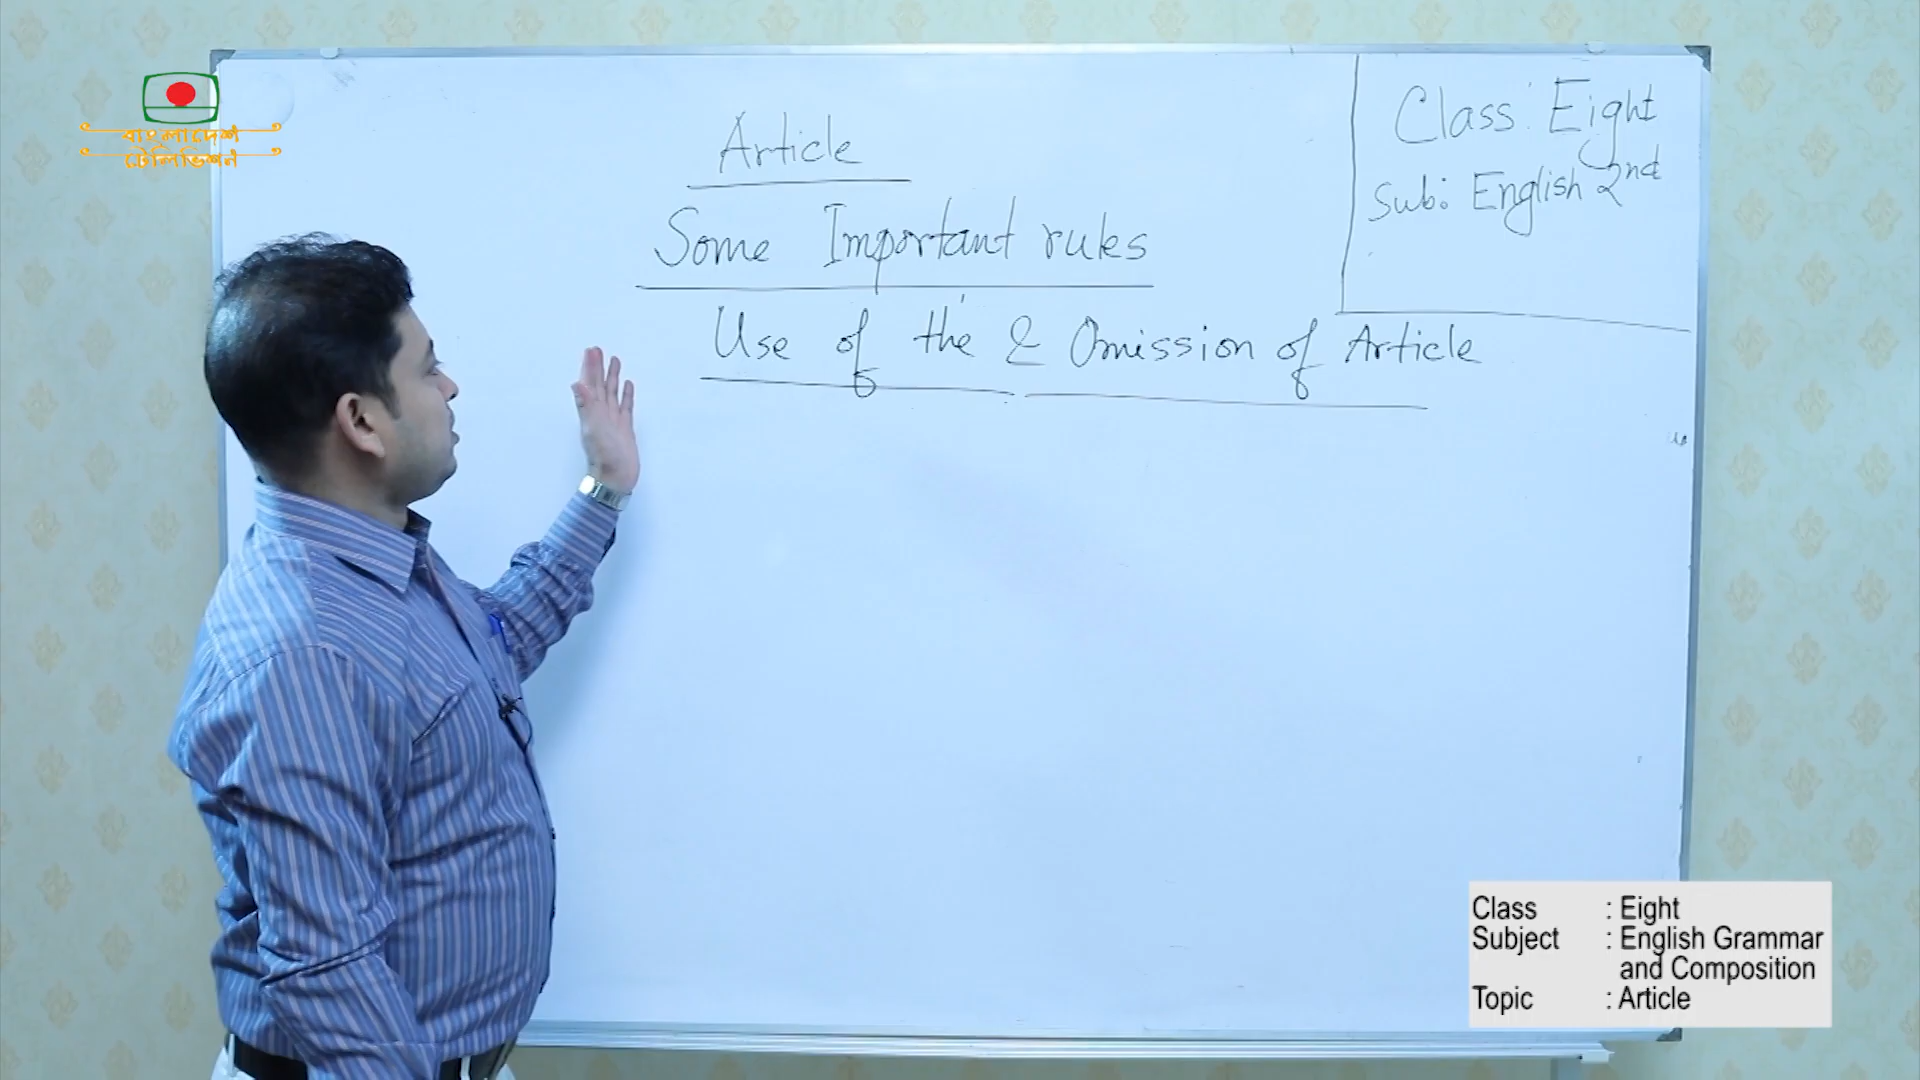 বাংলাদেশ
টেলিভিশন
Article
Some Important rules
Use of the & Omission of Article
Class: Eight
Sub: English 2nd
Class : Eight
Subject : English Grammar
and Composition
Topic : Article